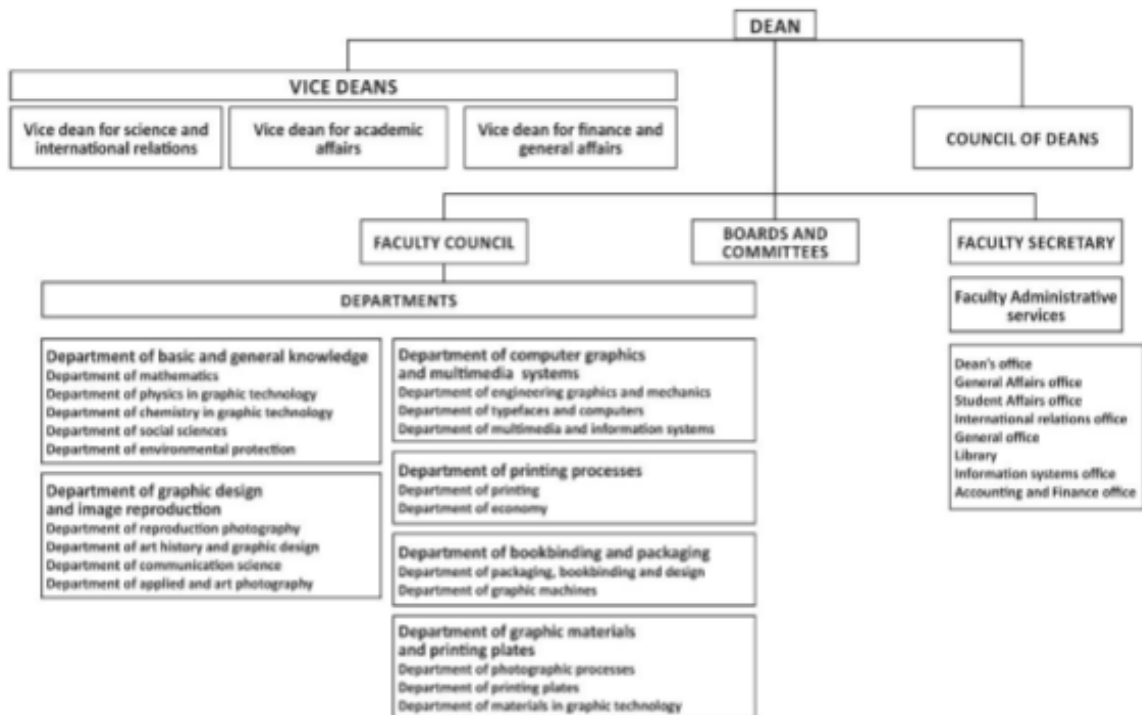 DEAN
VICE DEANS
Vice dean for science and
international relations
Vice dean for academic
affairs
Vice dean for finance and
general affairs
COUNCIL OF DEANS
FACULTY COUNCIL
BOARDS AND
COMMITTEES
FACULTY SECRETARY
DEPARTMENTS
Faculty Administrative
services
Department of basic and general knowledge
Department of mathematics
Department of physics in graphic technology
Department of chemistry in graphic technology
Department of social sciences
Department of environmental protection
Department of graphic design
and image reproduction
Department of reproduction photography
Department of art history and graphic design
Department of communication science
Department of applied and art photography
Department of computer graphics
and multimedia systems
Department of engineering graphics and mechanics
Department of typefaces and computers
Department of multimedia and information systems
Department of printing processes
Department of printing
Department of economy
Department of bookbinding and packaging
Department of packaging, bookbinding and design
Department of graphic machines
Department of graphic materials
and printing plates
Department of photographic processes
Department of printing plates
Department of materials in graphic technology
Dean's office
General Affairs office
Student Affairs office
International relations office
General office
Library
Information systems office
Accounting and Finance office